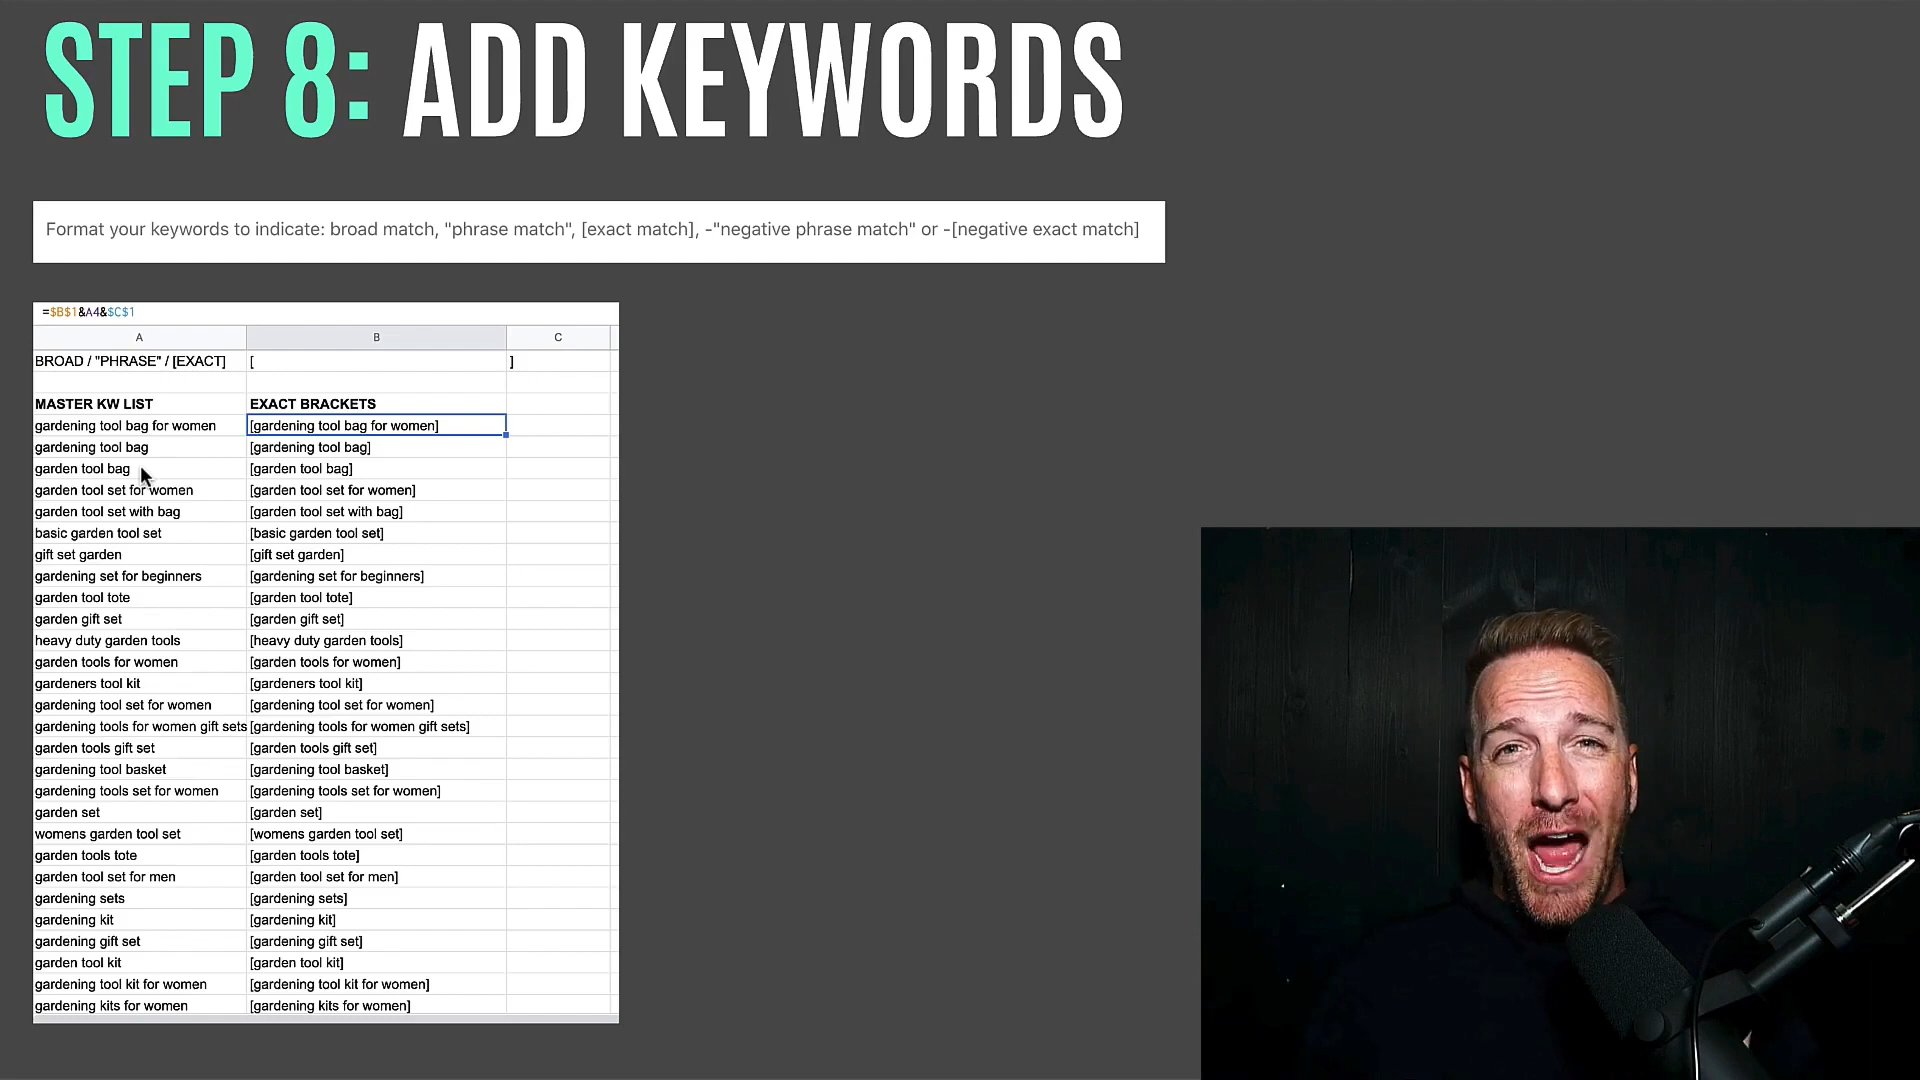 STEP 8: ADD KEYWORDS
Format your keywords to indicate: broad match, "phrase match", [exact match], -"negative phrase match" or -[negative exact match]
=$B$1&A4&$C$1
A B C
BROAD / "PHRASE" / [EXACT] [ ]
MASTER KW LIST EXACT BRACKETS
gardening tool bag for women [gardening tool bag for women]
gardening tool bag [gardening tool bag]
garden tool bag [garden tool bag]
garden tool set for women [garden tool set for women]
garden tool set with bag [garden tool set with bag]
basic garden tool set [basic garden tool set]
gift set garden [gift set garden]
gardening set for beginners [gardening set for beginners]
garden tool tote [garden tool tote]
garden gift set [garden gift set]
heavy duty garden tools [heavy duty garden tools]
garden tools for women [garden tools for women]
gardeners tool kit [gardeners tool kit]
gardening tool set for women [gardening tool set for women]
gardening tools for women gift sets [gardening tools for women gift sets]
garden tools gift set [garden tools gift set]
gardening tool basket [gardening tool basket]
gardening tools set for women [gardening tools set for women]
garden set [garden set]
womens garden tool set [womens garden tool set]
garden tools tote [garden tools tote]
garden tool set for men [garden tool set for men]
gardening sets [gardening sets]
gardening kit [gardening kit]
gardening gift set [gardening gift set]
garden tool kit [garden tool kit]
gardening tool kit for women [gardening tool kit for women]
gardening kits for women [gardening kits for women]